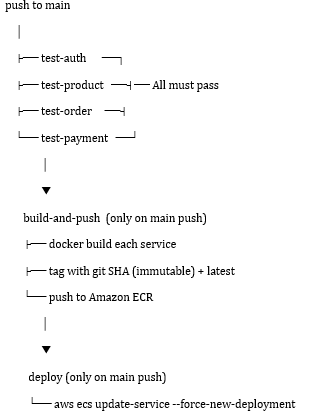 push to main
│
├── test-auth ──┐
├── test-product ──┤── All must pass
├── test-order ──┤
└── test-payment ──┘
│
▼
build-and-push (only on main push)
├── docker build each service
├── tag with git SHA (immutable) + latest
└── push to Amazon ECR
│
▼
deploy (only on main push)
└── aws ecs update-service --force-new-deployment